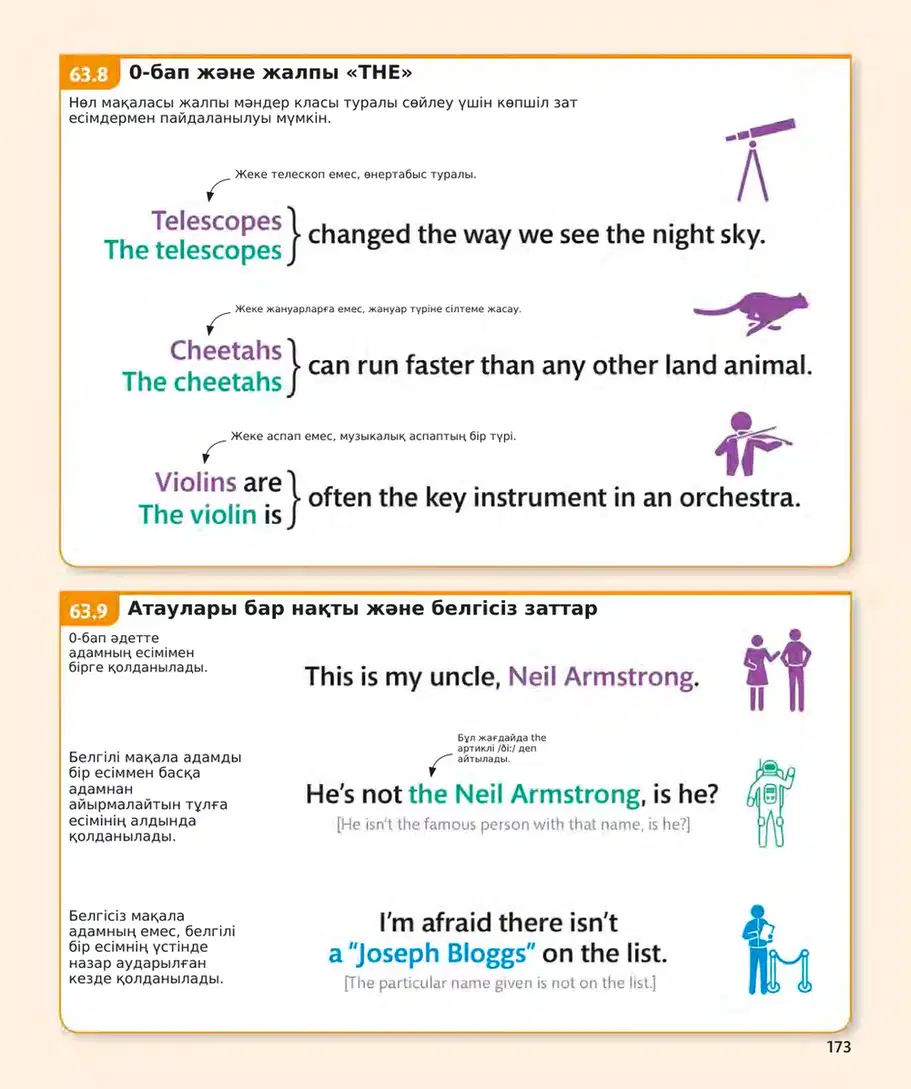 63.8 0-бап және жалпы «THE»
Нөл мақаласы жалпы мәндер класы туралы сөйлеу үшін көпшіл зат
есімдермен пайдаланылуы мүмкін.
Жеке телескоп емес, өнертабыс туралы.
Telescopes
The telescopes
changed the way we see the night sky.
Жеке жануарларға емес, жануар түріне сілтеме жасау.
Cheetahs
The cheetahs
can run faster than any other land animal.
Жеке аспап емес, музыкалық аспаптың бір түрі.
Violins are
The violin is
often the key instrument in an orchestra.
63.9 Атаулары бар нақты және белгісіз заттар
0-бап әдетте
адамның есімімен
бірге қолданылады.
This is my uncle, Neil Armstrong.
Бұл жағдайда the
артиклі /ði:/ деп
айтылады.
Белгілі мақала адамды
бір есіммен басқа
адамнан
айырмалайтын тұлға
есімінің алдында
қолданылады.
He's not the Neil Armstrong, is he?
[He isn't the famous person with that name, is he?]
Белгісіз мақала
адамның емес, белгілі
бір есімнің үстінде
назар аударылған
кезде қолданылады.
I'm afraid there isn't
a "Joseph Bloggs" on the list.
[The particular name given is not on the list.]
173